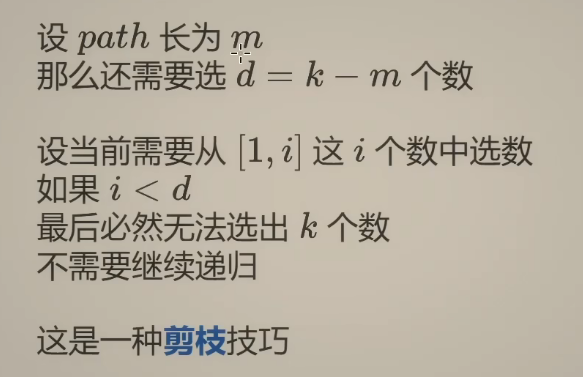 设 path 长为 m
那么还需要选 d = k − m 个数
设当前需要从 [1, i] 这 i 个数中选数
如果 i < d
最后必然无法选出 k 个数
不需要继续递归
这是一种剪枝技巧